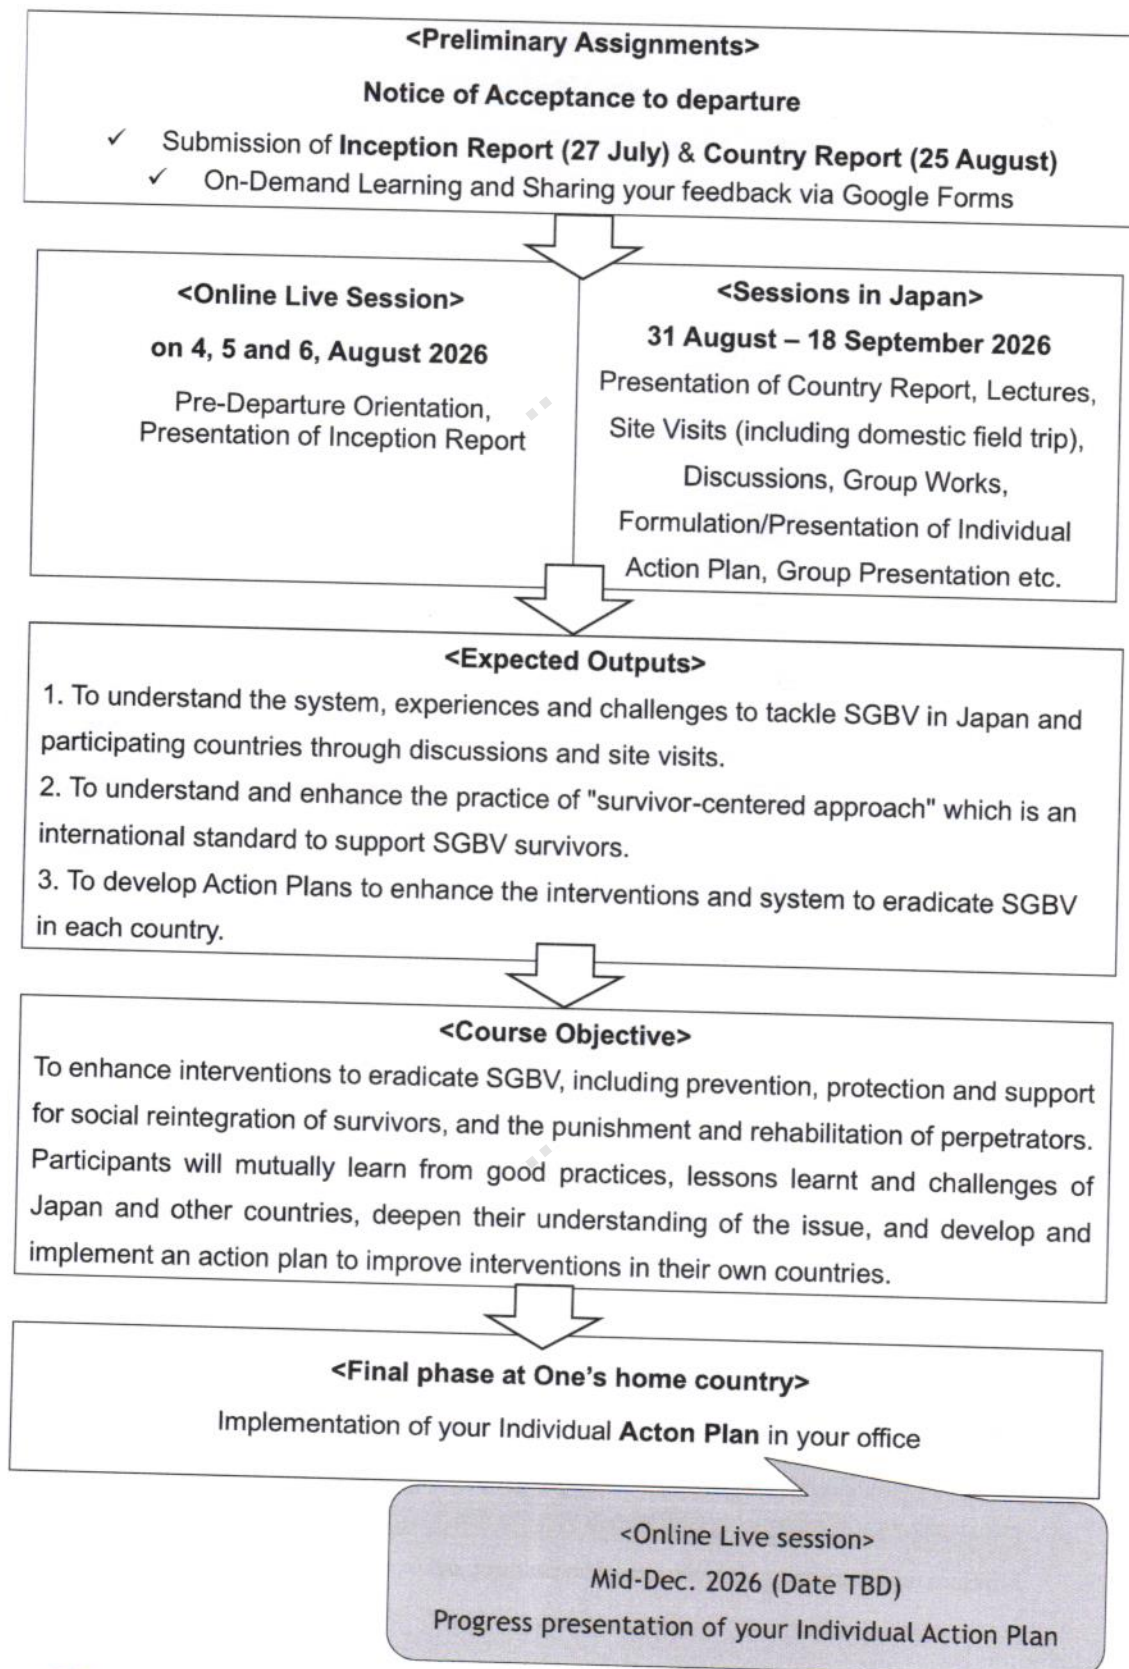 <Preliminary Assignments>
Notice of Acceptance to departure
✓ Submission of Inception Report (27 July) & Country Report (25 August)
✓ On-Demand Learning and Sharing your feedback via Google Forms
<Online Live Session>
on 4, 5 and 6, August 2026
Pre-Departure Orientation,
Presentation of Inception Report
<Sessions in Japan>
31 August – 18 September 2026
Presentation of Country Report, Lectures,
Site Visits (including domestic field trip),
Discussions, Group Works,
Formulation/Presentation of Individual
Action Plan, Group Presentation etc.
<Expected Outputs>
1. To understand the system, experiences and challenges to tackle SGBV in Japan and
participating countries through discussions and site visits.
2. To understand and enhance the practice of "survivor-centered approach" which is an
international standard to support SGBV survivors.
3. To develop Action Plans to enhance the interventions and system to eradicate SGBV
in each country.
<Course Objective>
To enhance interventions to eradicate SGBV, including prevention, protection and support
for social reintegration of survivors, and the punishment and rehabilitation of perpetrators.
Participants will mutually learn from good practices, lessons learnt and challenges of
Japan and other countries, deepen their understanding of the issue, and develop and
implement an action plan to improve interventions in their own countries.
<Final phase at One's home country>
Implementation of your Individual Acton Plan in your office
<Online Live session>
Mid-Dec. 2026 (Date TBD)
Progress presentation of your Individual Action Plan